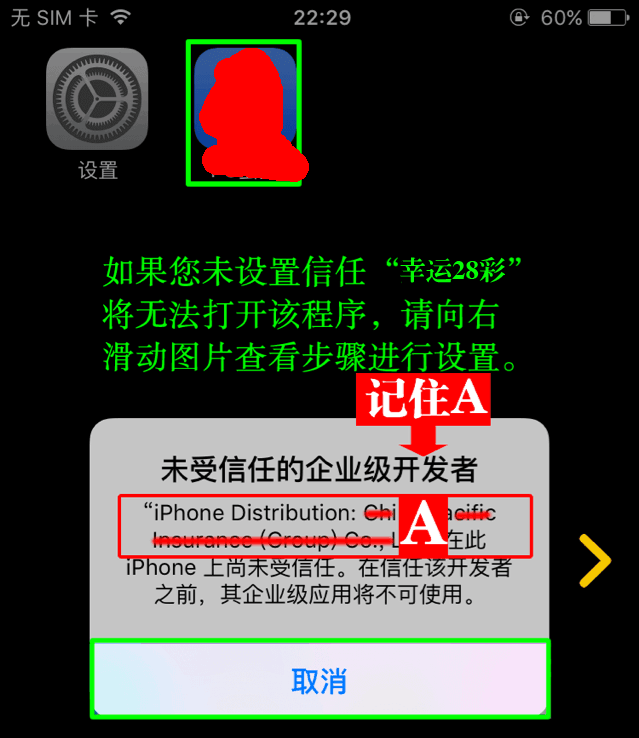 无 SIM 卡
22:29
60%
设置
如果您未设置信任“幸运28彩”
将无法打开该程序，请向右
滑动图片查看步骤进行设置。
记住A
未受信任的企业级开发者
“iPhone Distribution: Chi acific
A
Insurance (Group) Co., L 在此
iPhone 上尚未受信任。在信任该开发者
之前，其企业级应用将不可使用。
取消